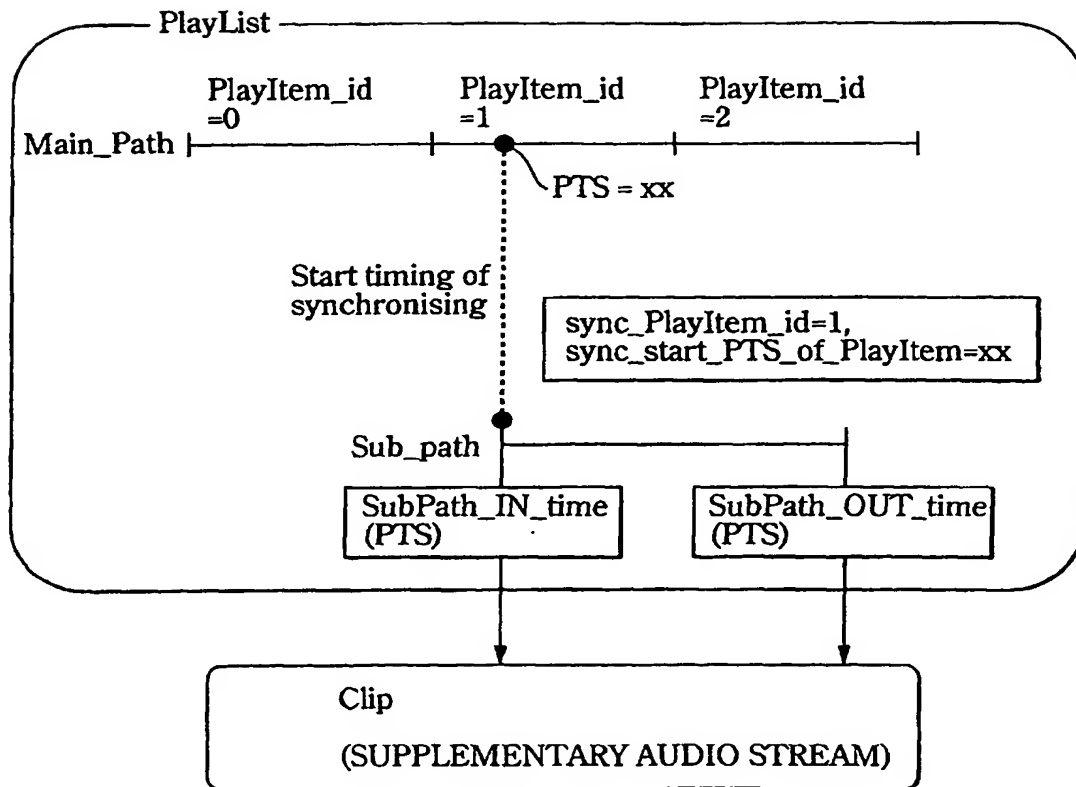 PlayList
PlayItem_id
=0
PlayItem_id
=1
PlayItem_id
=2
Main_Path
PTS = xx
Start timing of
synchronising
sync_PlayItem_id=1,
sync_start_PTS_of_PlayItem=xx
Sub_path
SubPath_IN_time
(PTS)
SubPath_OUT_time
(PTS)
Clip
(SUPPLEMENTARY AUDIO STREAM)